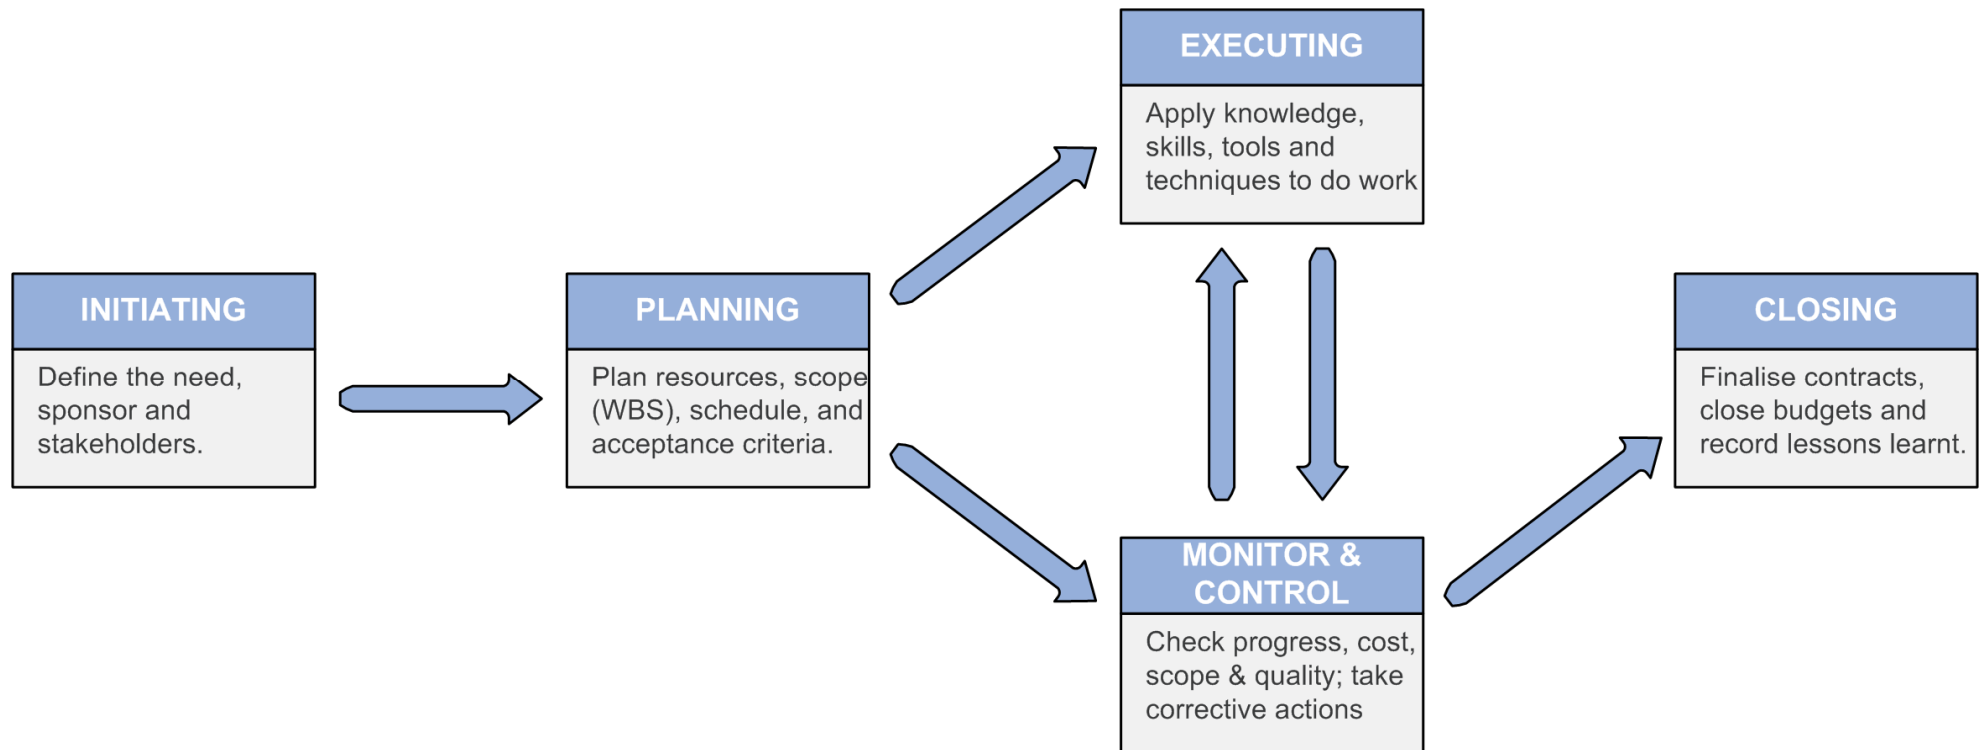 INITIATING
Define the need,
sponsor and
stakeholders.
PLANNING
Plan resources, scope
(WBS), schedule, and
acceptance criteria.
EXECUTING
Apply knowledge,
skills, tools and
techniques to do work
MONITOR &
CONTROL
Check progress, cost,
scope & quality; take
corrective actions
CLOSING
Finalise contracts,
close budgets and
record lessons learnt.